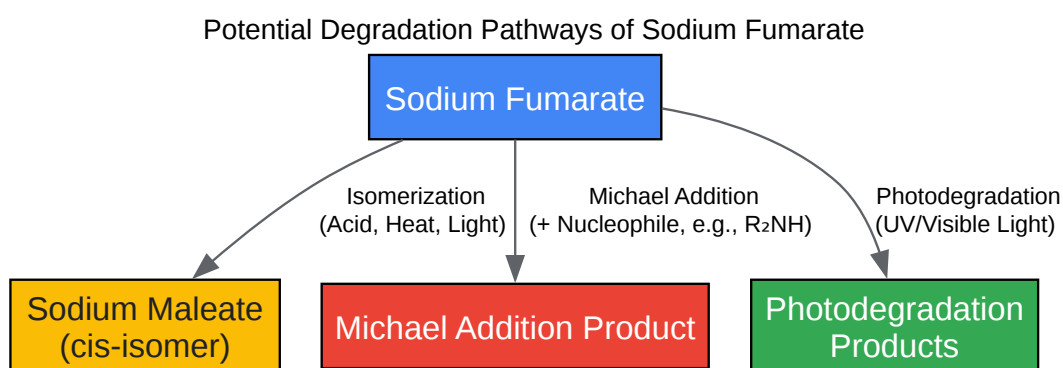 Potential Degradation Pathways of Sodium Fumarate
Sodium Fumarate
Isomerization
(Acid, Heat, Light)
Michael Addition
(+ Nucleophile, e.g., R₂NH)
Photodegradation
(UV/Visible Light)
Sodium Maleate
(cis-isomer)
Michael Addition Product
Photodegradation
Products